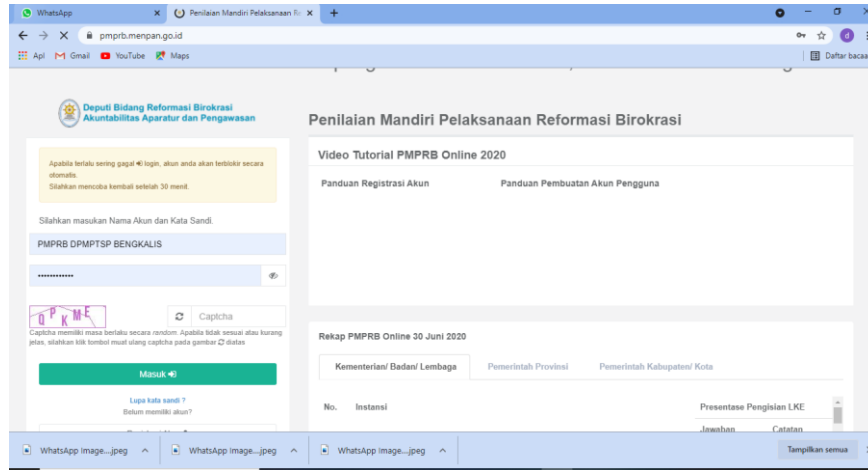 WhatsApp
Penilaian Mandiri Pelaksanaan Re
pmprb.menpan.go.id
d
Apl
Gmail
YouTube
Maps
Daftar bacaa
Deputi Bidang Reformasi Birokrasi
Akuntabilitas Aparatur dan Pengawasan
Apabila terlalu sering gagal login, akun anda akan terblokir secara
otomatis.
Silahkan mencoba kembali setelah 30 menit.
Silahkan masukan Nama Akun dan Kata Sandi.
PMPRB DPMPTSP BENGKALIS
QPKME
Captcha
Captcha memiliki masa berlaku secara random. Apabila tidak sesuai atau kurang
jelas, silahkan klik tombol muat ulang captcha pada gambar diatas
Masuk
Lupa kata sandi ?
Belum memiliki akun?
Penilaian Mandiri Pelaksanaan Reformasi Birokrasi
Video Tutorial PMPRB Online 2020
Panduan Registrasi Akun
Panduan Pembuatan Akun Pengguna
Rekap PMPRB Online 30 Juni 2020
Kementerian/ Badan/ Lembaga
Pemerintah Provinsi
Pemerintah Kabupaten/ Kota
No.
Instansi
Presentase Pengisian LKE
Jawaban
Catatan
WhatsApp Image....jpeg
WhatsApp Image....jpeg
WhatsApp Image....jpeg
Tampilkan semua